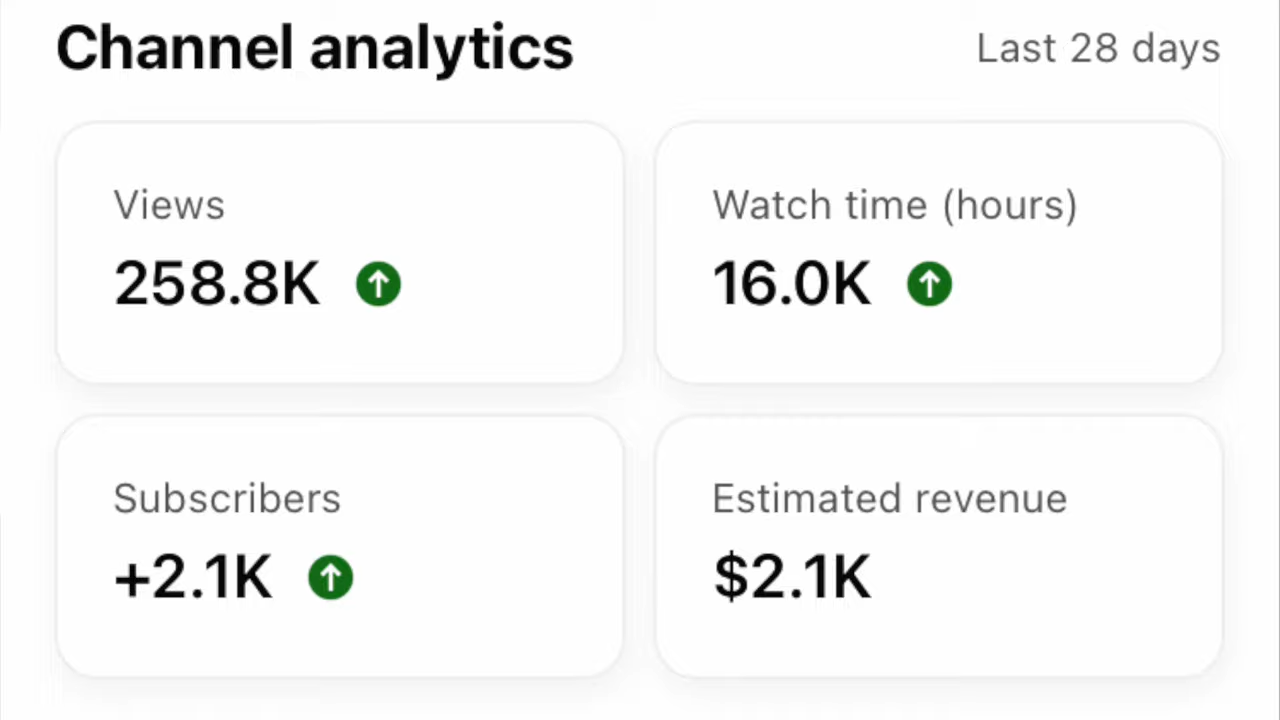 Channel analytics
Last 28 days
Views
258.8K
Watch time (hours)
16.0K
Subscribers
+2.1K
Estimated revenue
$2.1K